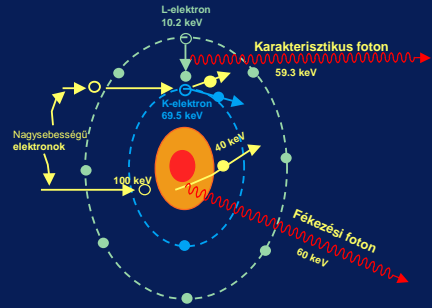 L-elektron
10.2 keV
Karakterisztikus foton
59.3 keV
K-elektron
69.5 keV
Nagysebességű
elektronok
40 keV
100 keV
Fékezési foton
60 keV